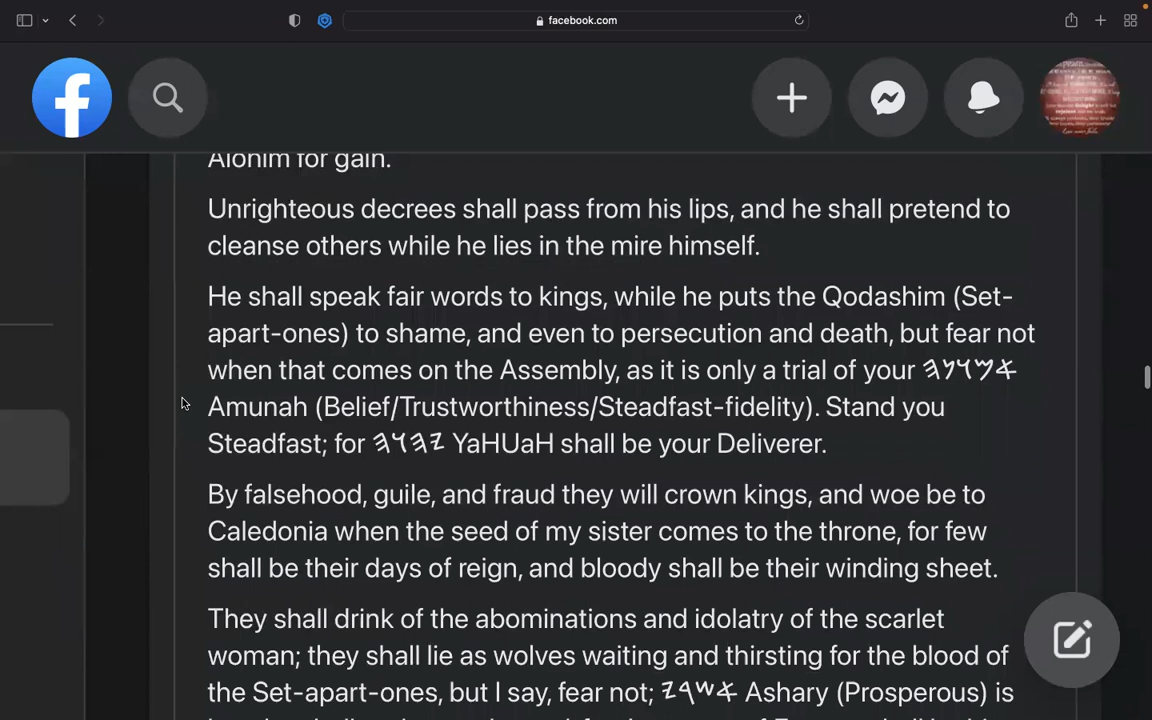 facebook.com
Alohim for gain.
Unrighteous decrees shall pass from his lips, and he shall pretend to
cleanse others while he lies in the mire himself.
He shall speak fair words to kings, while he puts the Qodashim (Set-
apart-ones) to shame, and even to persecution and death, but fear not
when that comes on the Assembly, as it is only a trial of your 𐤀𐤌𐤅𐤍𐤄
Amunah (Belief/Trustworthiness/Steadfast-fidelity). Stand you
Steadfast; for 𐤉𐤄𐤅𐤄 YaHUaH shall be your Deliverer.
By falsehood, guile, and fraud they will crown kings, and woe be to
Caledonia when the seed of my sister comes to the throne, for few
shall be their days of reign, and bloody shall be their winding sheet.
They shall drink of the abominations and idolatry of the scarlet
woman; they shall lie as wolves waiting and thirsting for the blood of
the Set-apart-ones, but I say, fear not; 𐤀𐤔𐤓𐤉 Ashary (Prosperous) is